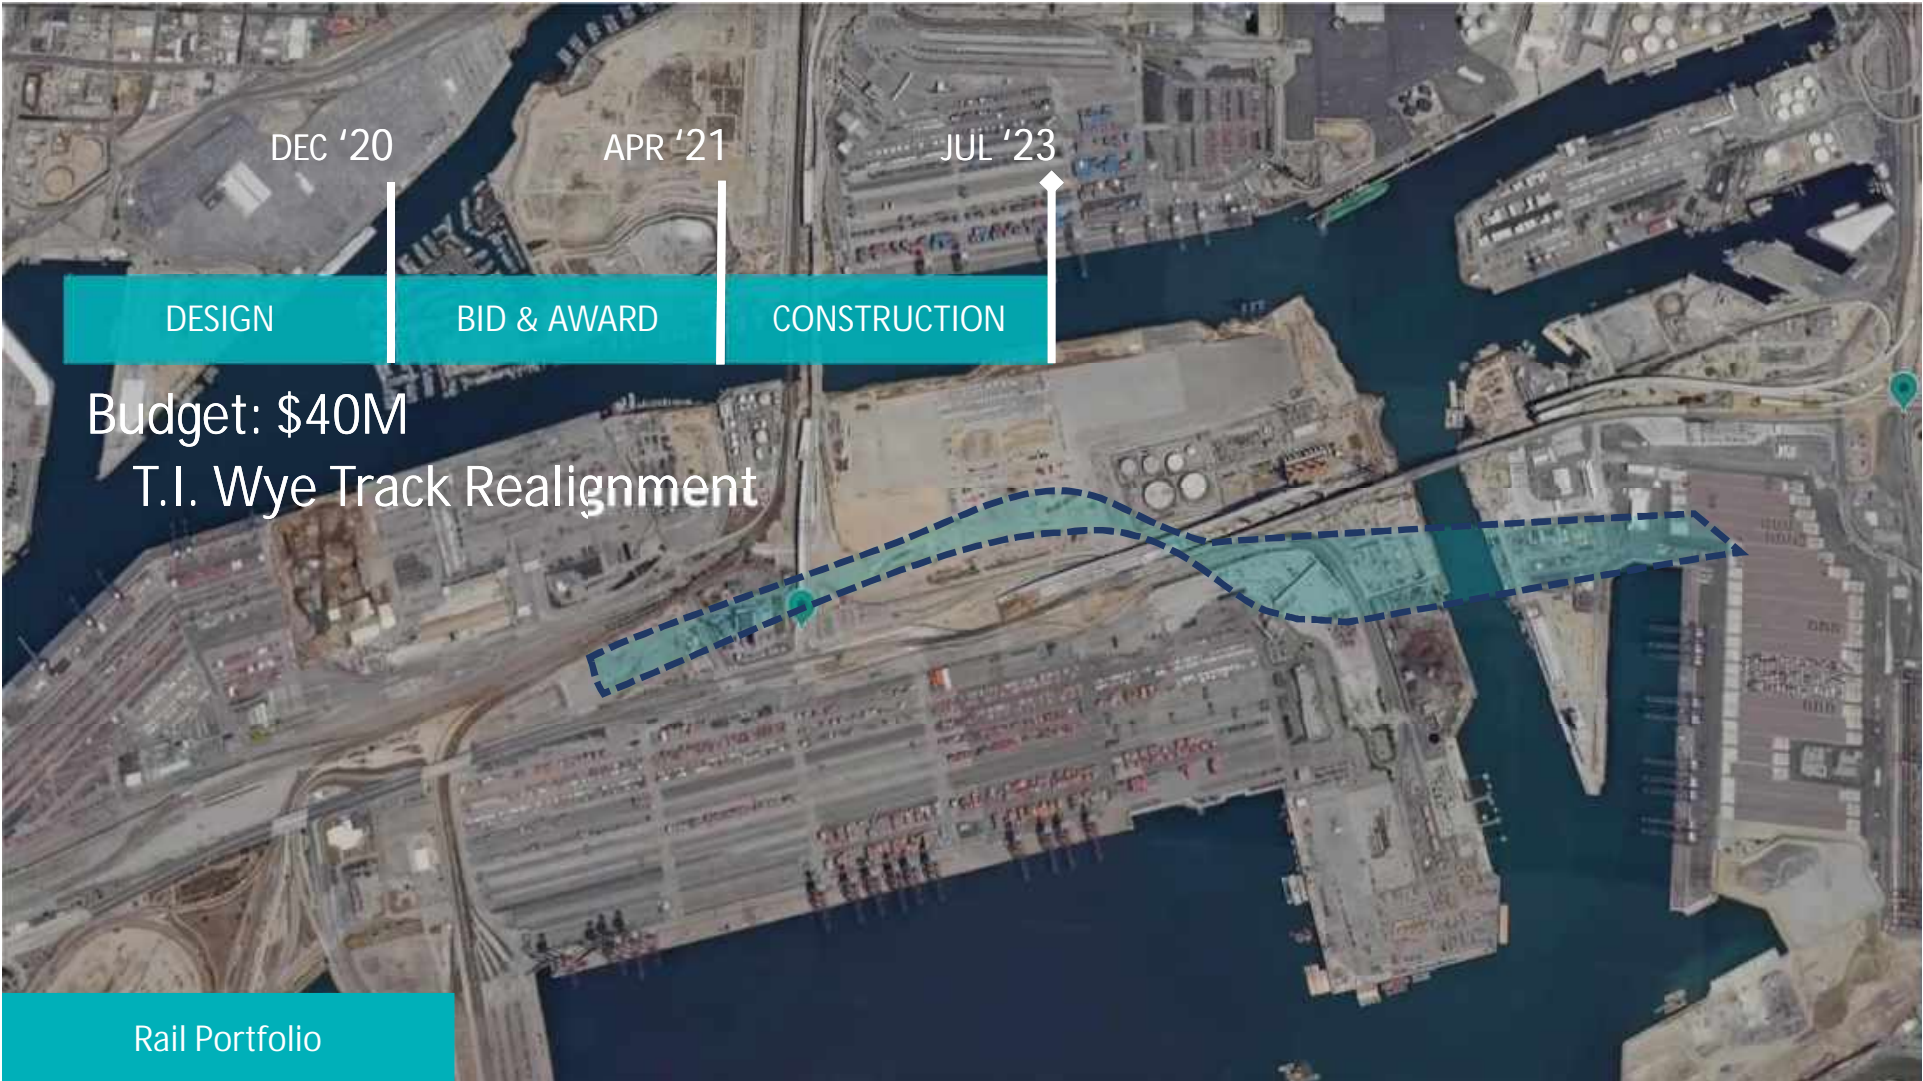 DEC ‘20
APR ‘21
JUL ‘23
DESIGN
BID & AWARD
CONSTRUCTION
Budget: $40M
T.I. Wye Track Realignment
Rail Portfolio